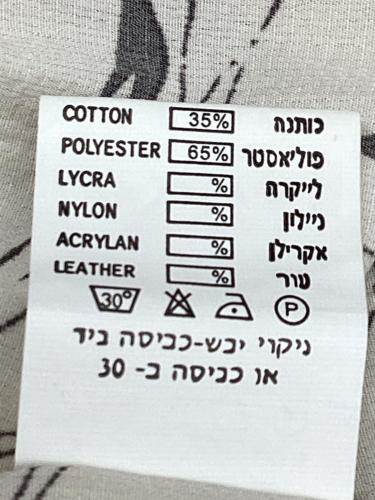 COTTON 35% כותנה
POLYESTER 65% פוליאסטר
LYCRA % לייקרה
NYLON % ניילון
ACRYLAN % אקרילן
LEATHER % עור
30° P
ניקוי יבש-כביסה ביד
או כביסה ב- 30